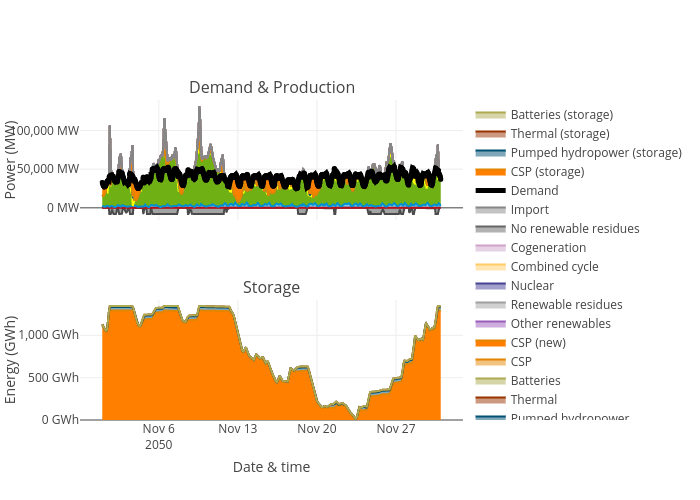 Demand & Production
Power (MW)
100,000 MW
50,000 MW
0 MW
Storage
Energy (GWh)
1,000 GWh
500 GWh
0 GWh
Nov 6
2050
Nov 13
Nov 20
Nov 27
Date & time
Batteries (storage)
Thermal (storage)
Pumped hydropower (storage)
CSP (storage)
Demand
Import
No renewable residues
Cogeneration
Combined cycle
Nuclear
Renewable residues
Other renewables
CSP (new)
CSP
Batteries
Thermal
Pumped hydropower